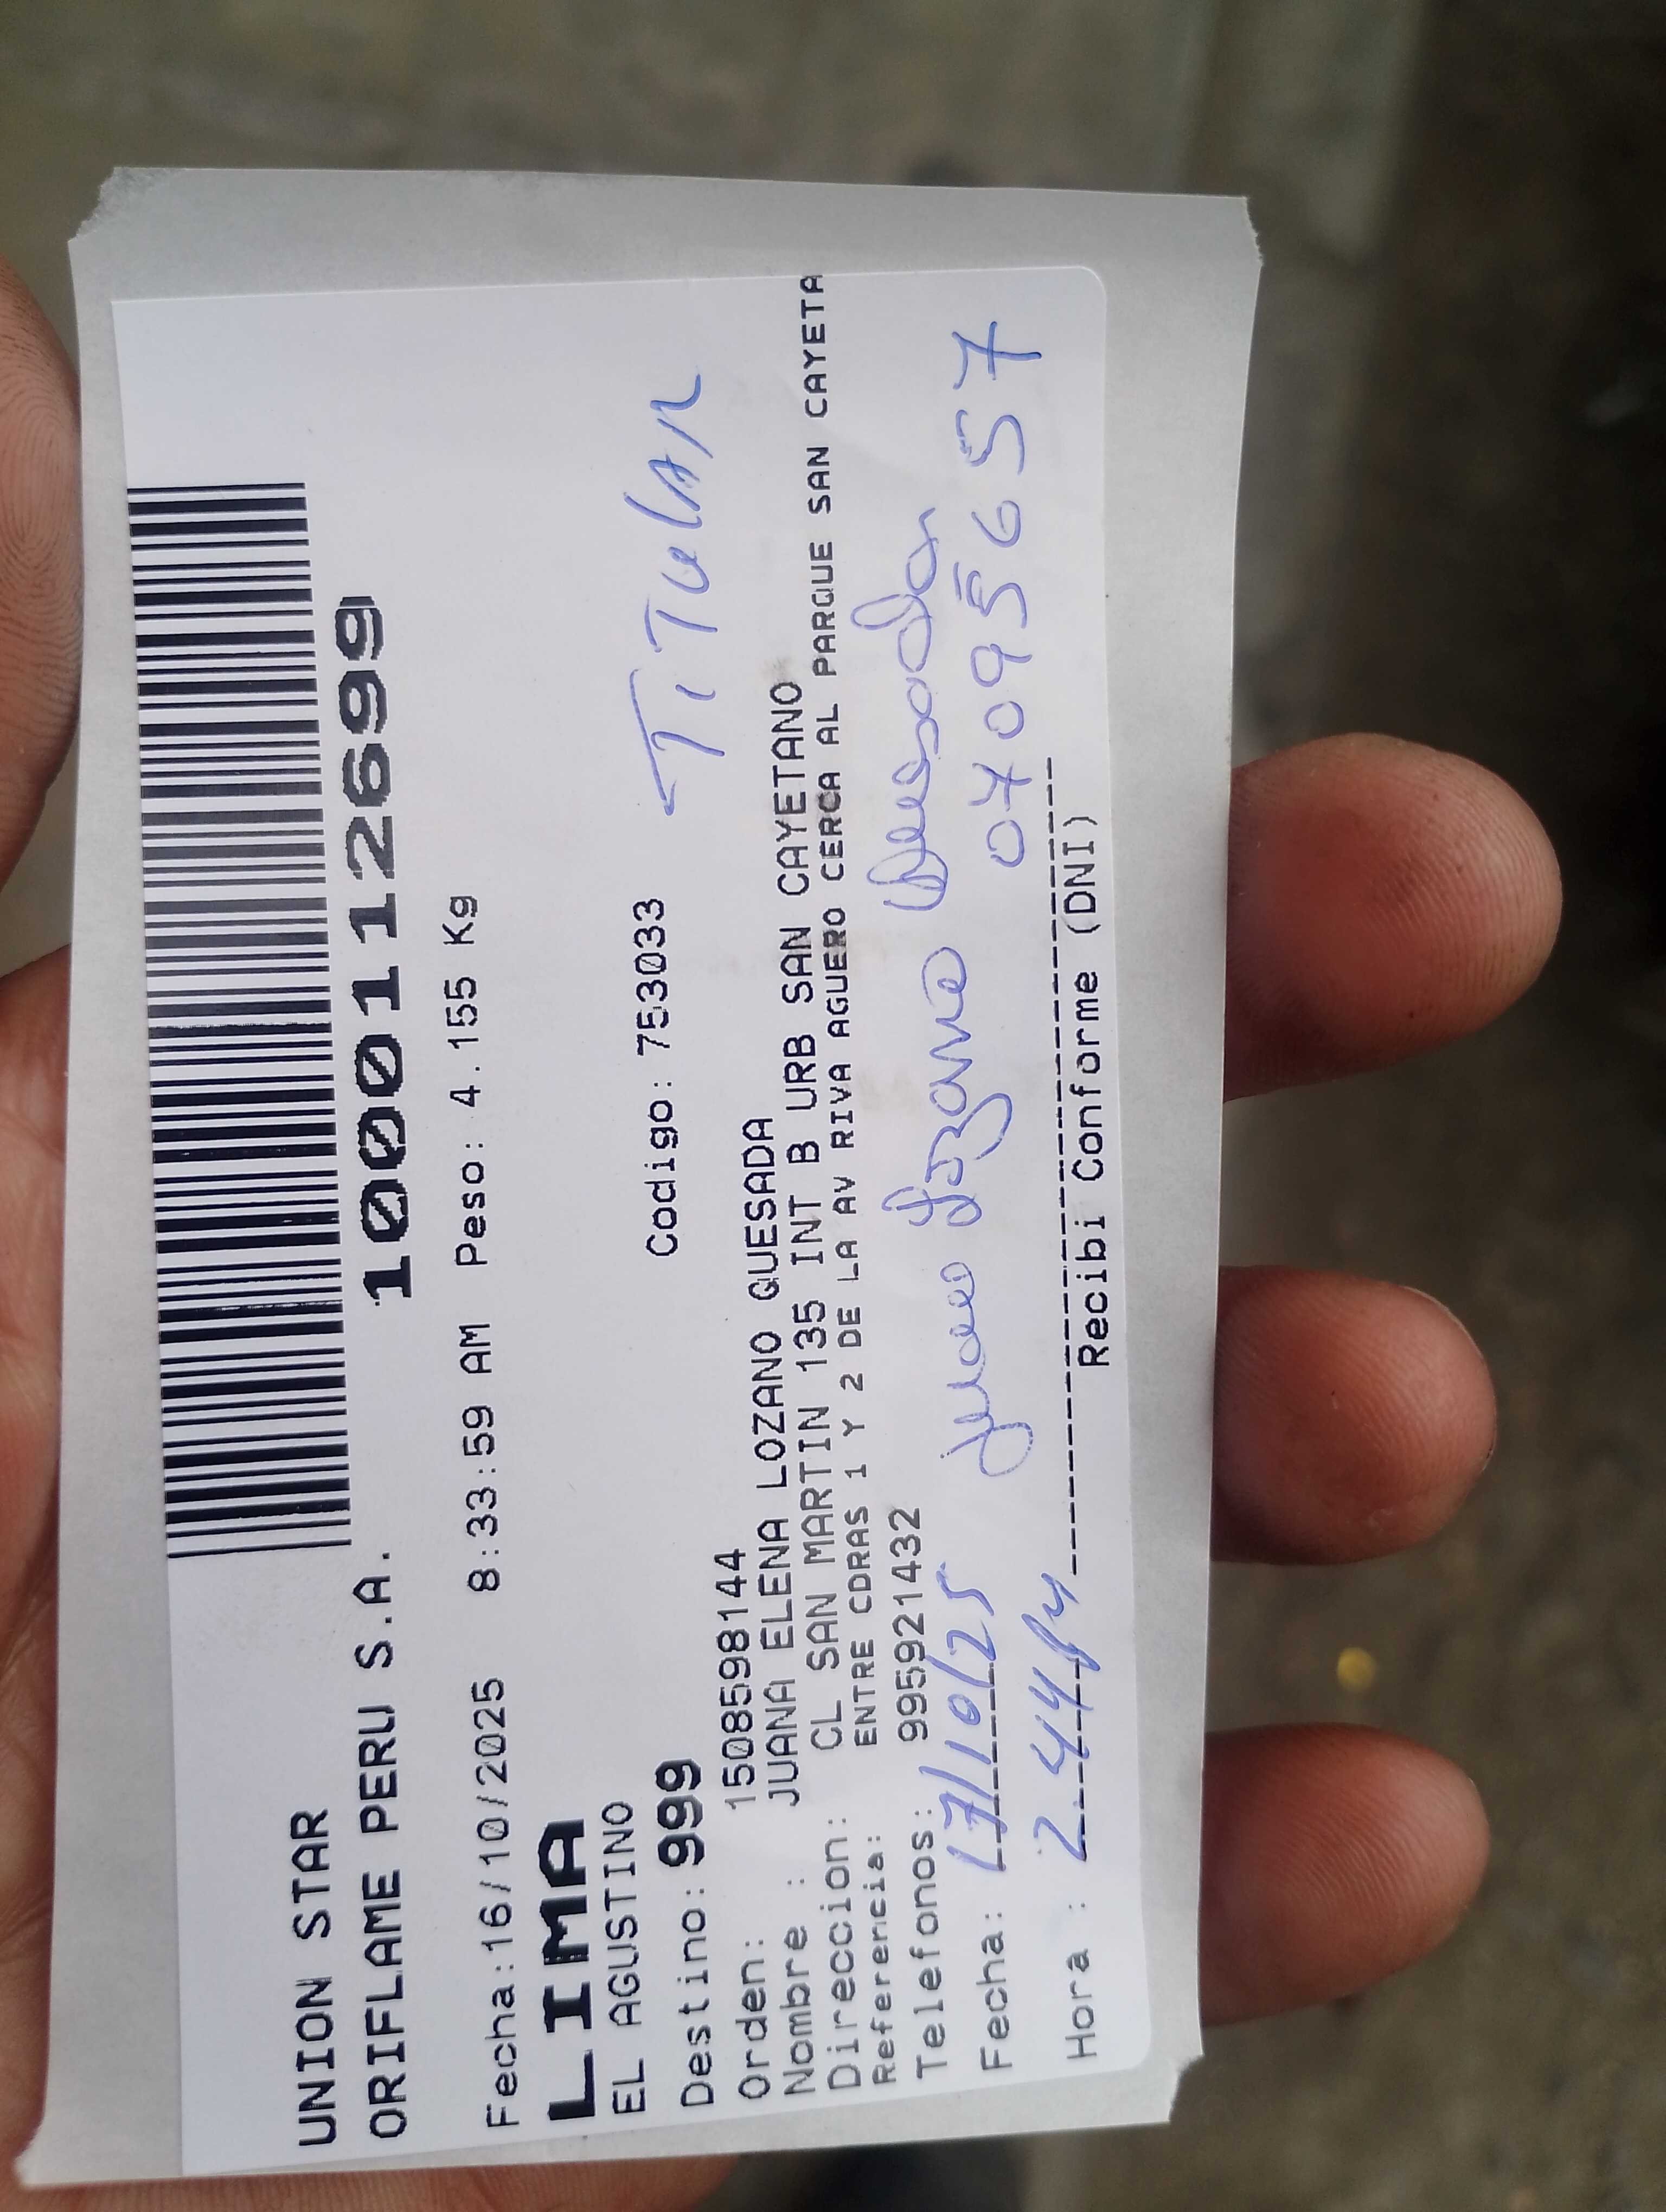 UNION STAR
ORIFLAME PERU S.A.
1000112699
Fecha:16/10/2025 8:33:59 AM Peso: 4.155 Kg
LIMA
EL AGUSTINO
Destino: 999 Codigo: 753033
TITULAR
Orden: 1508598144
Nombre : JUANA ELENA LOZANO QUESADA
Direccion: CL SAN MARTIN 135 INT B URB SAN CAYETANO
Referencia: ENTRE CDRAS 1 Y 2 DE LA AV RIVA AGUERO CERCA AL PARQUE SAN CAYETA
Telefonos: 995921432
Fecha: 17/10/25 Juana Lozano Quesada
07095657
Hora : 2.44 PM
Recibi Conforme (DNI)